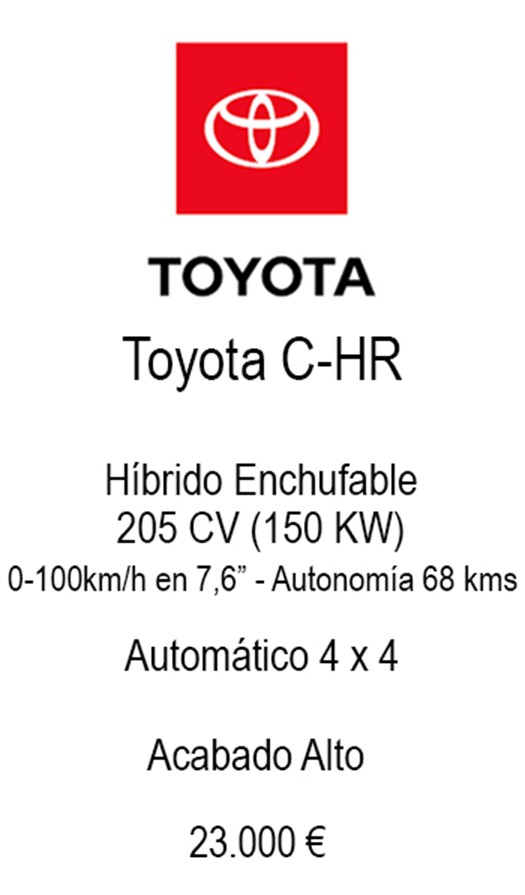 TOYOTA
Toyota C-HR
Híbrido Enchufable
205 CV (150 KW)
0-100km/h en 7,6” - Autonomía 68 kms
Automático 4 x 4
Acabado Alto
23.000 €